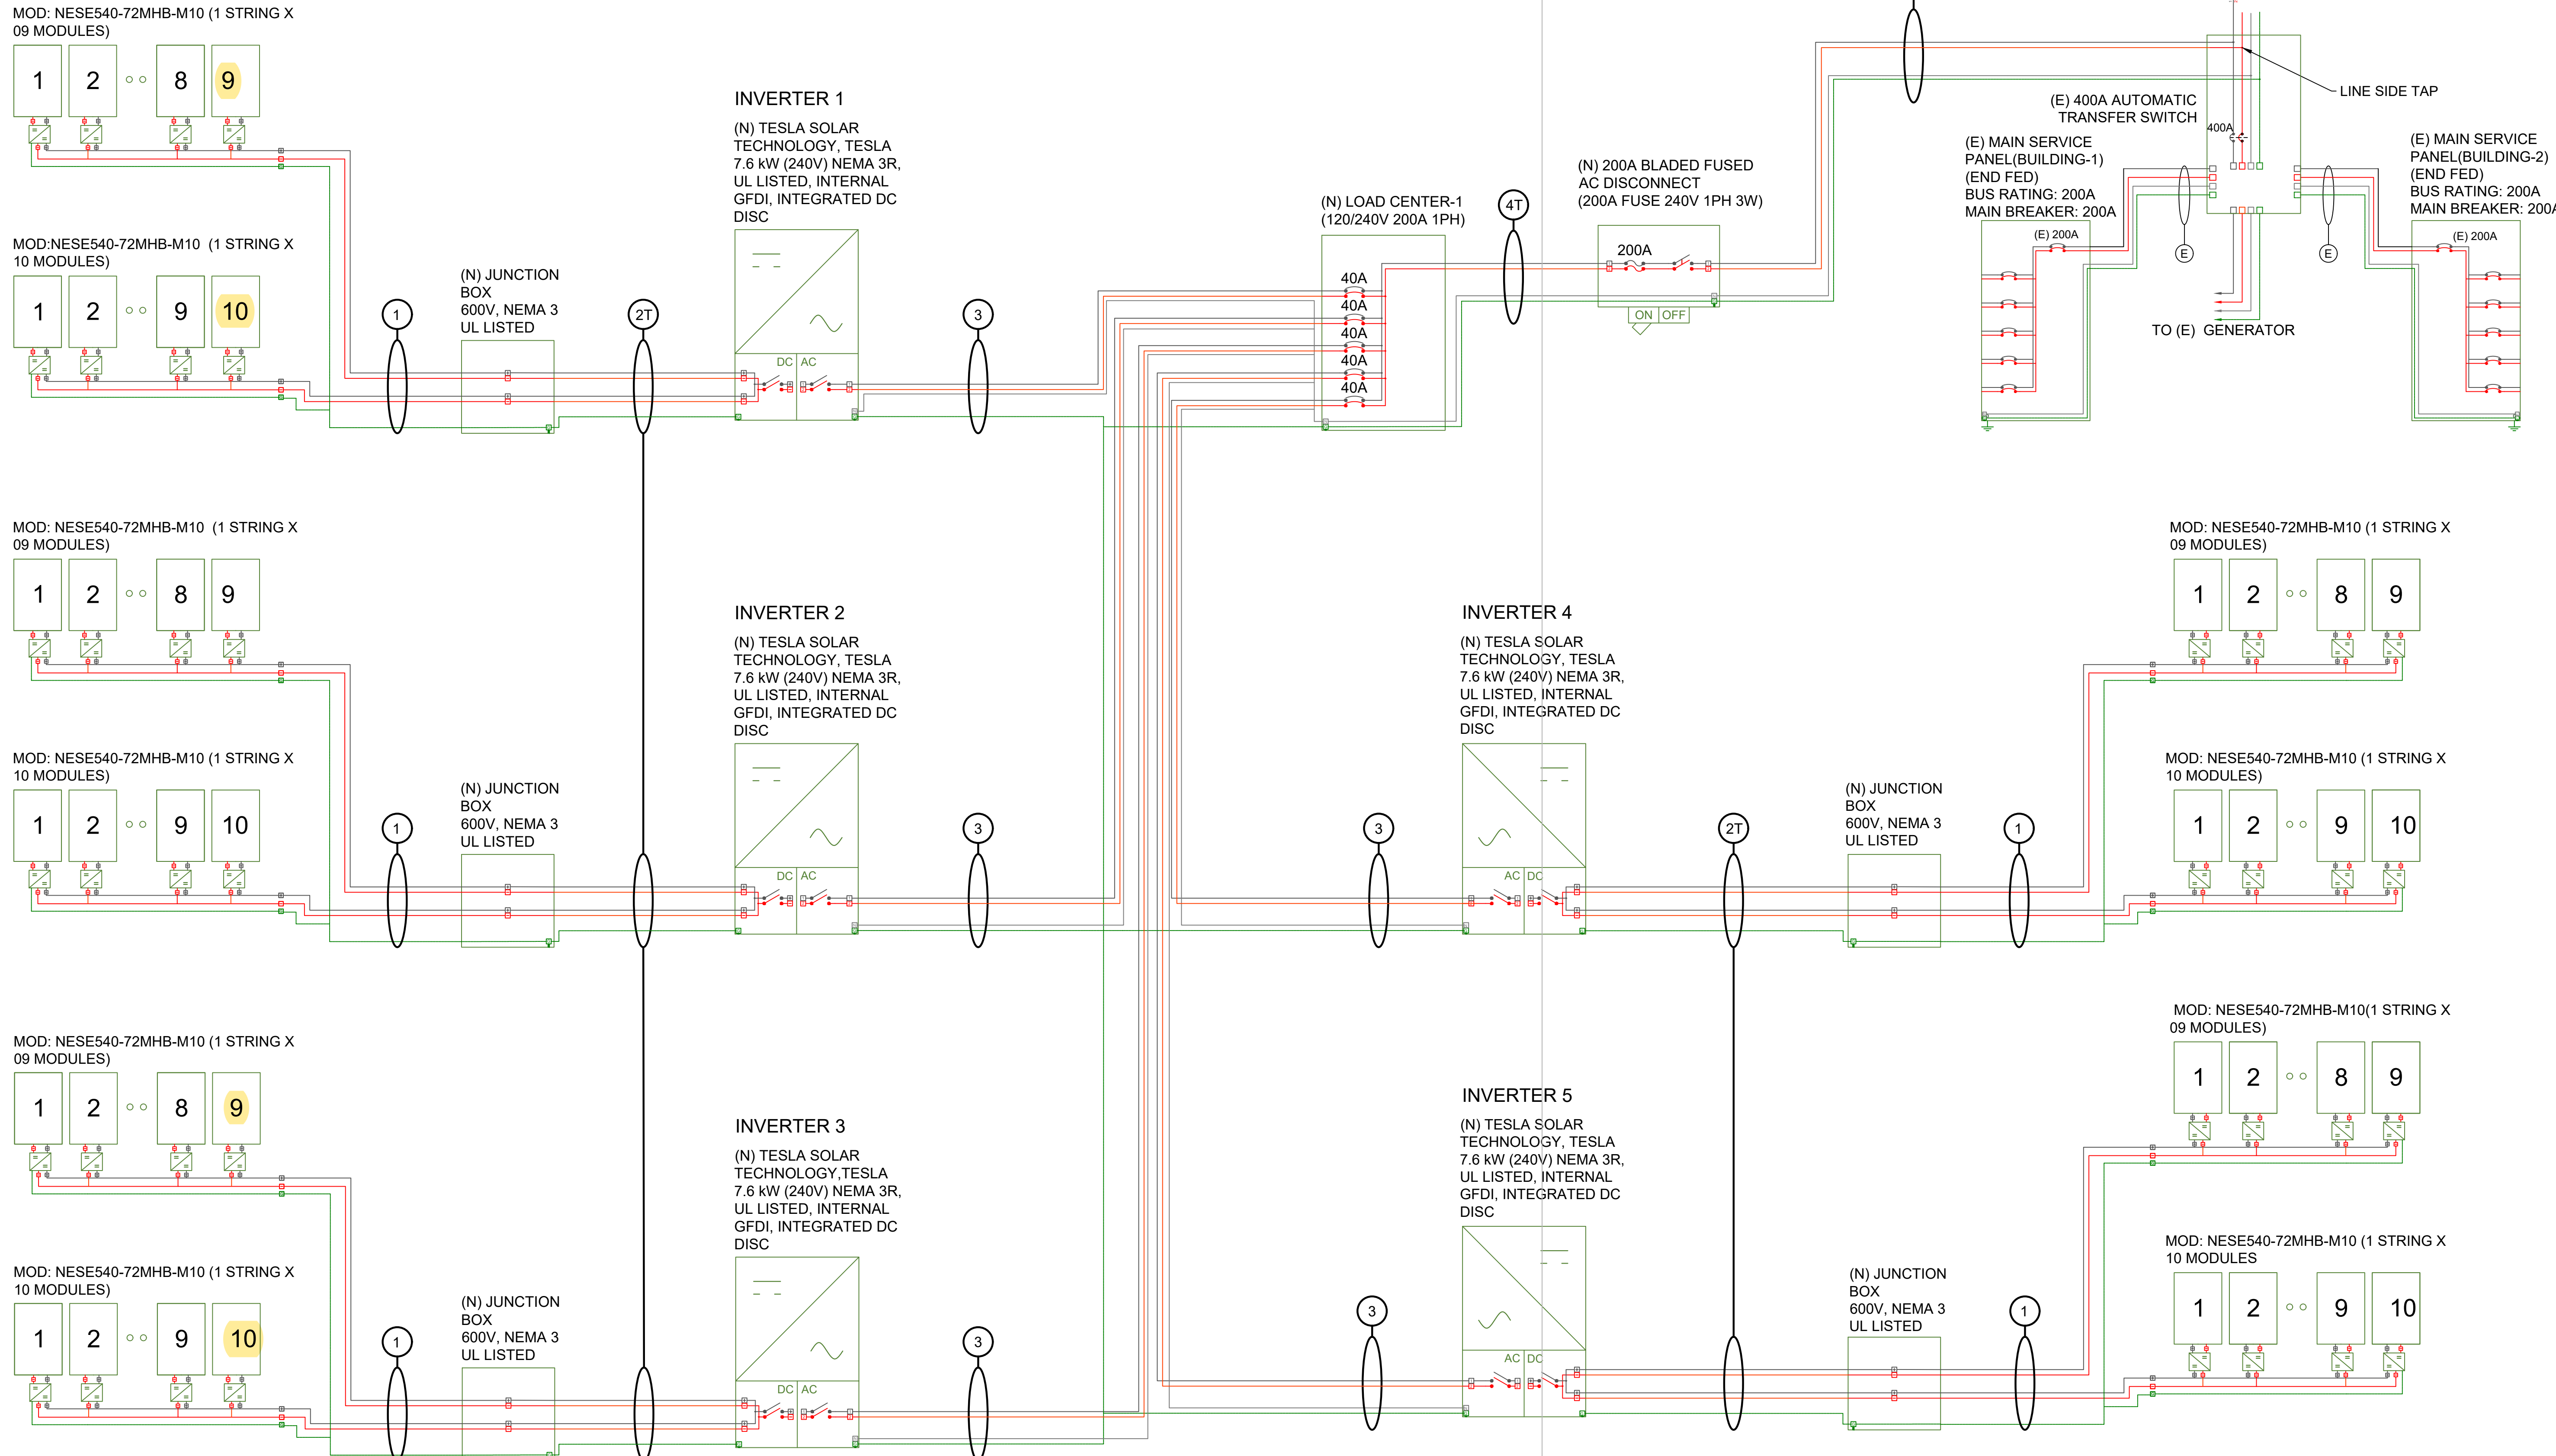 MOD: NESE540-72MHB-M10 (1 STRING X
09 MODULES)
1 2 8 9
MOD:NESE540-72MHB-M10 (1 STRING X
10 MODULES)
1 2 9 10
1
(N) JUNCTION
BOX
600V, NEMA 3
UL LISTED
2T
INVERTER 1
(N) TESLA SOLAR
TECHNOLOGY, TESLA
7.6 kW (240V) NEMA 3R,
UL LISTED, INTERNAL
GFDI, INTEGRATED DC
DISC
DC AC
3
(N) LOAD CENTER-1
(120/240V 200A 1PH)
40A
40A
40A
40A
40A
4T
(N) 200A BLADED FUSED
AC DISCONNECT
(200A FUSE 240V 1PH 3W)
200A
ON OFF
LINE SIDE TAP
(E) 400A AUTOMATIC
TRANSFER SWITCH
400A
(E) MAIN SERVICE
PANEL(BUILDING-1)
(END FED)
BUS RATING: 200A
MAIN BREAKER: 200A
(E) 200A
E
E
TO (E) GENERATOR
(E) MAIN SERVICE
PANEL(BUILDING-2)
(END FED)
BUS RATING: 200A
MAIN BREAKER: 200A
(E) 200A
MOD: NESE540-72MHB-M10 (1 STRING X
09 MODULES)
1 2 8 9
MOD: NESE540-72MHB-M10 (1 STRING X
10 MODULES)
1 2 9 10
1
(N) JUNCTION
BOX
600V, NEMA 3
UL LISTED
INVERTER 2
(N) TESLA SOLAR
TECHNOLOGY, TESLA
7.6 kW (240V) NEMA 3R,
UL LISTED, INTERNAL
GFDI, INTEGRATED DC
DISC
DC AC
3
INVERTER 4
(N) TESLA SOLAR
TECHNOLOGY, TESLA
7.6 kW (240V) NEMA 3R,
UL LISTED, INTERNAL
GFDI, INTEGRATED DC
DISC
AC DC
3
2T
(N) JUNCTION
BOX
600V, NEMA 3
UL LISTED
1
MOD: NESE540-72MHB-M10 (1 STRING X
09 MODULES)
1 2 8 9
MOD: NESE540-72MHB-M10 (1 STRING X
10 MODULES)
1 2 9 10
MOD: NESE540-72MHB-M10 (1 STRING X
09 MODULES)
1 2 8 9
MOD: NESE540-72MHB-M10 (1 STRING X
10 MODULES)
1 2 9 10
1
(N) JUNCTION
BOX
600V, NEMA 3
UL LISTED
INVERTER 3
(N) TESLA SOLAR
TECHNOLOGY,TESLA
7.6 kW (240V) NEMA 3R,
UL LISTED, INTERNAL
GFDI, INTEGRATED DC
DISC
DC AC
3
INVERTER 5
(N) TESLA SOLAR
TECHNOLOGY, TESLA
7.6 kW (240V) NEMA 3R,
UL LISTED, INTERNAL
GFDI, INTEGRATED DC
DISC
AC DC
3
(N) JUNCTION
BOX
600V, NEMA 3
UL LISTED
1
MOD: NESE540-72MHB-M10(1 STRING X
09 MODULES)
1 2 8 9
MOD: NESE540-72MHB-M10 (1 STRING X
10 MODULES
1 2 9 10